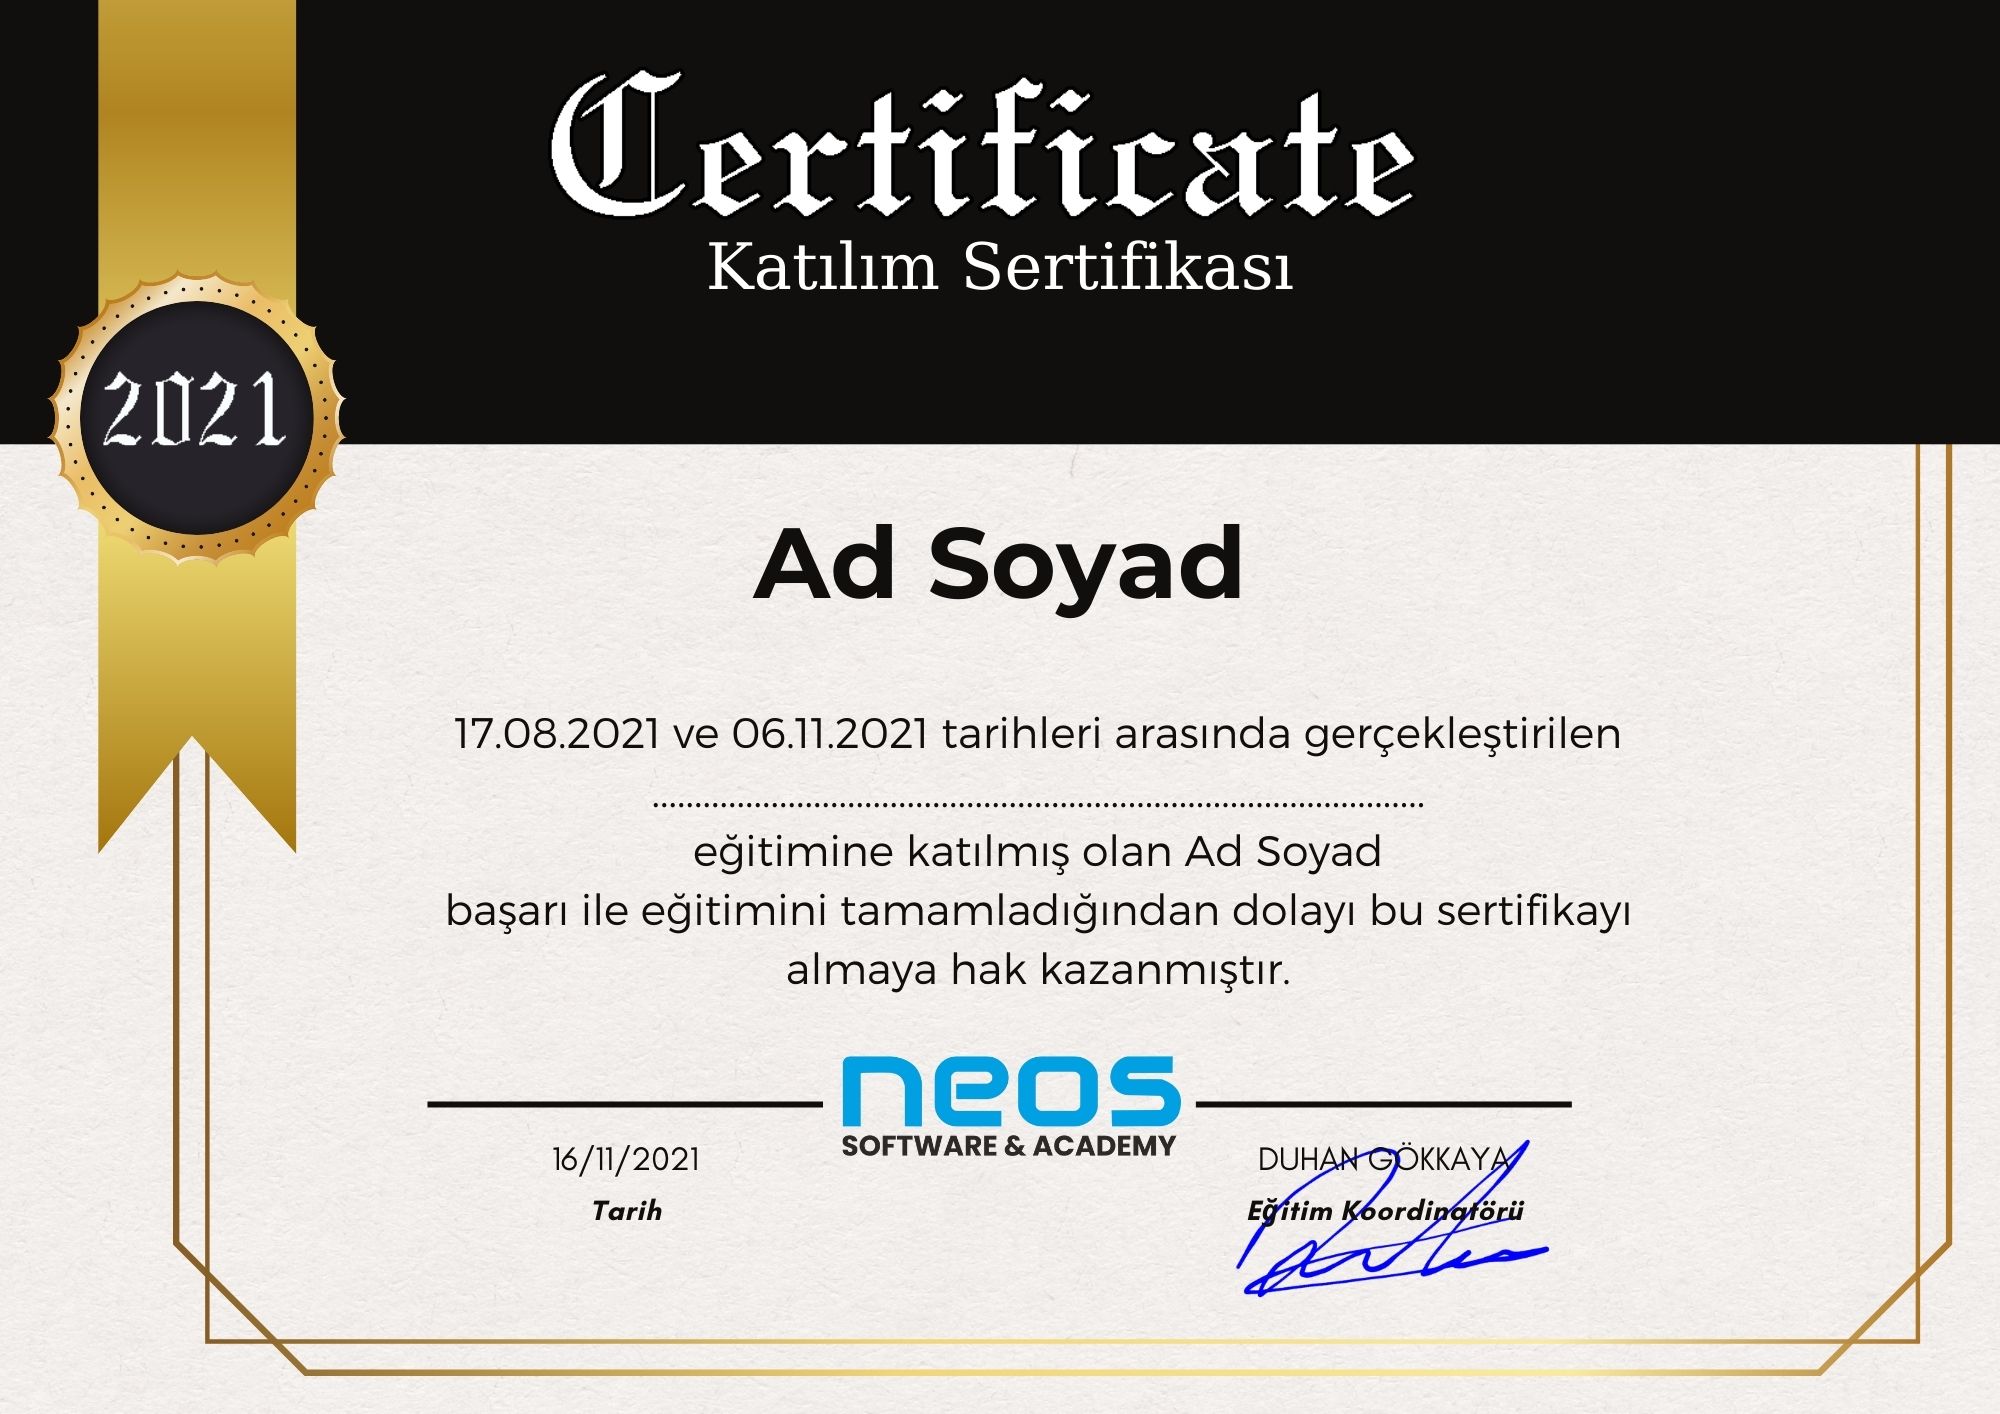 Certificate
Katılım Sertifikası
2021
Ad Soyad
17.08.2021 ve 06.11.2021 tarihleri arasında gerçekleştirilen
............................................................................................
eğitimine katılmış olan Ad Soyad
başarı ile eğitimini tamamladığından dolayı bu sertifikayı
almaya hak kazanmıştır.
neos
SOFTWARE & ACADEMY
16/11/2021
Tarih
DUHAN GÖKKAYA
Eğitim Koordinatörü